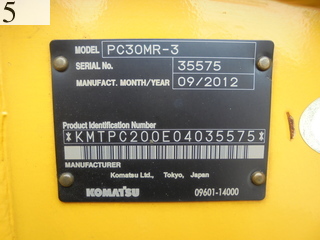 5
MODEL PC30MR-3
SERIAL NO. 35575
MANUFACT. MONTH/YEAR 09/2012
Product Identification Number
*KMTPC200E04035575*
MANUFACTURER
Komatsu Ltd., Tokyo, Japan
KOMATSU 09601-14000